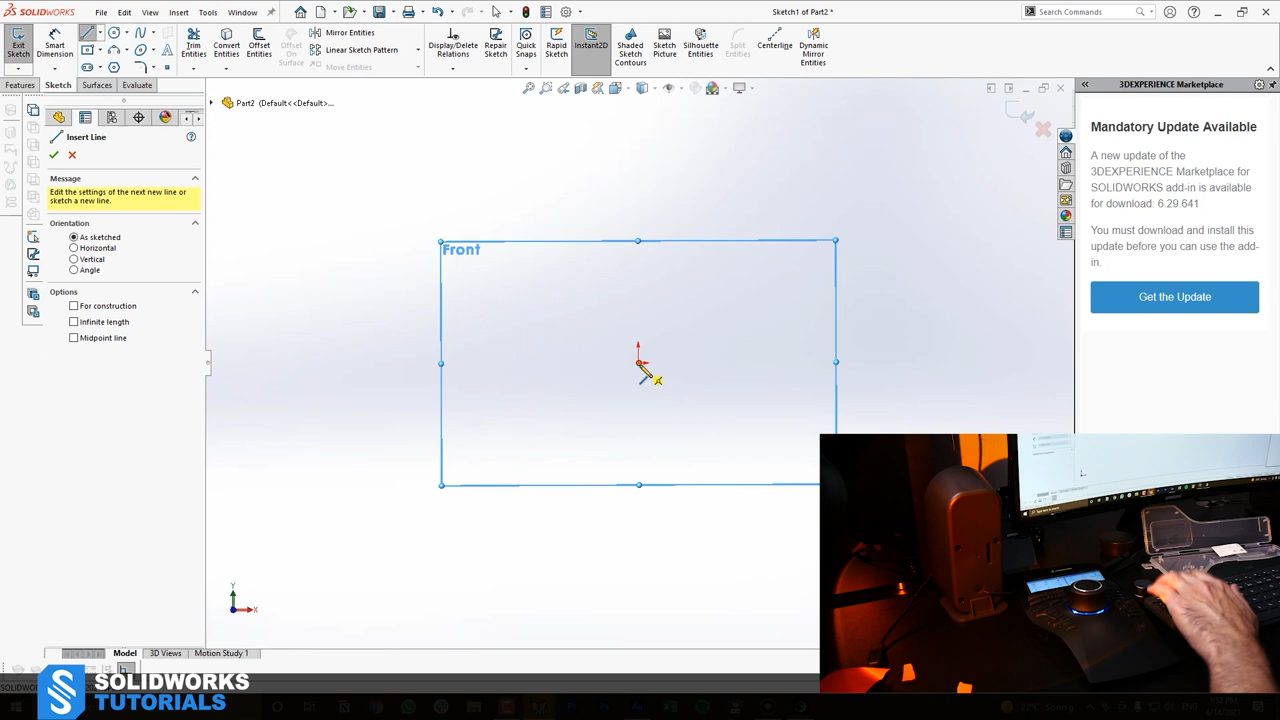 SOLIDWORKS
File Edit View Insert Tools Window
Sketch1 of Part2 *
Search Commands
Exit Sketch
Smart Dimension
Trim Entities
Convert Entities
Offset Entities
Offset On Surface
Mirror Entities
Linear Sketch Pattern
Move Entities
Display/Delete Relations
Repair Sketch
Quick Snaps
Rapid Sketch
Instant2D
Shaded Sketch Contours
Sketch Picture
Silhouette Entities
Split Entities
Centerline
Dynamic Mirror Entities
Features Sketch Surfaces Evaluate
Part2 (Default<<Default>...
3DEXPERIENCE Marketplace
Insert Line
Message
Edit the settings of the next new line or
sketch a new line.
Orientation
As sketched
Horizontal
Vertical
Angle
Options
For construction
Infinite length
Midpoint line
Front
Mandatory Update Available
A new update of the
3DEXPERIENCE Marketplace for
SOLIDWORKS add-in is available
for download: 6.29.641
You must download and install this
update before you can use the add-
in.
Get the Update
Y
X
Model 3D Views Motion Study 1
SOLIDWORKS
TUTORIALS